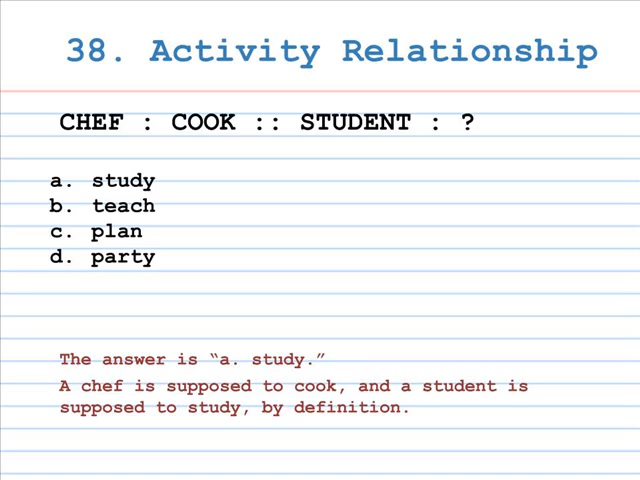 38. Activity Relationship
CHEF : COOK :: STUDENT : ?
a. study
b. teach
c. plan
d. party
The answer is “a. study.”
A chef is supposed to cook, and a student is
supposed to study, by definition.